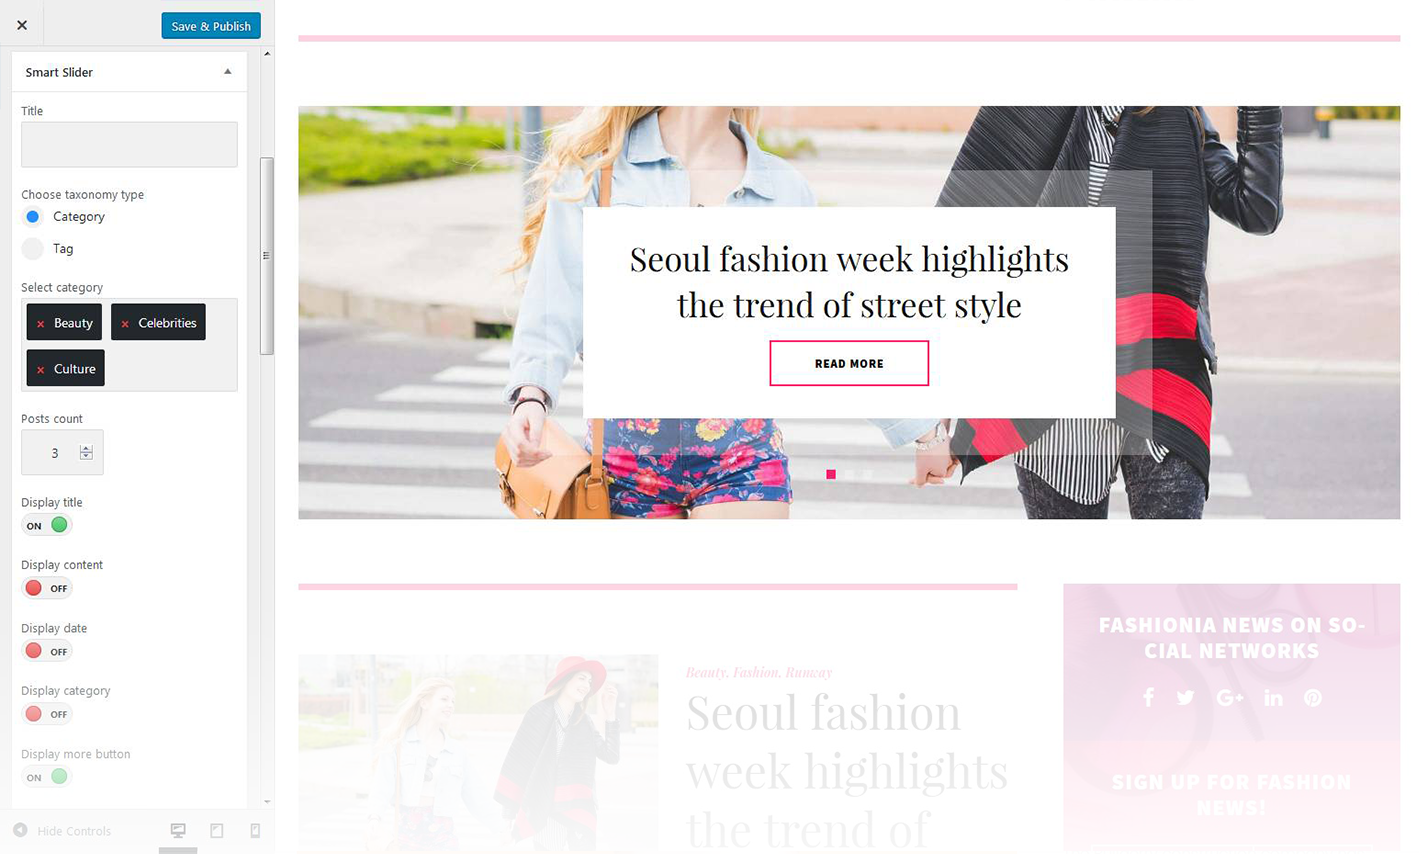 Save & Publish
Smart Slider
Title
Choose taxonomy type
Category
Tag
Select category
× Beauty
× Celebrities
× Culture
Posts count
3
Display title
ON
Display content
OFF
Display date
OFF
Display category
OFF
Display more button
ON
Hide Controls
Seoul fashion week highlights
the trend of street style
READ MORE
Beauty, Fashion, Runway
Seoul fashion
week highlights
the trend of
FASHIONIA NEWS ON SO-
CIAL NETWORKS
SIGN UP FOR FASHION
NEWS!